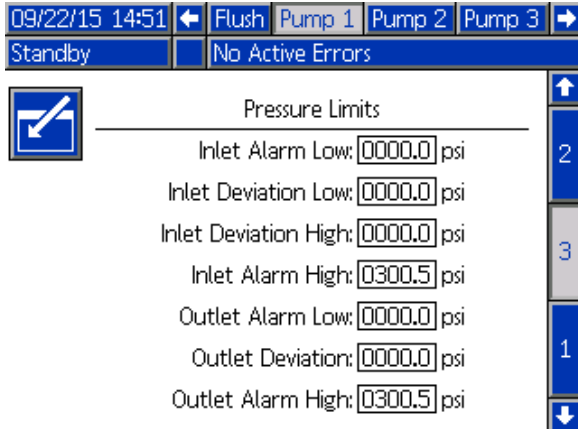 09/22/15 14:51 Flush Pump 1 Pump 2 Pump 3
Standby No Active Errors
Pressure Limits
Inlet Alarm Low: 0000.0 psi
Inlet Deviation Low: 0000.0 psi
Inlet Deviation High: 0000.0 psi
Inlet Alarm High: 0300.5 psi
Outlet Alarm Low: 0000.0 psi
Outlet Deviation: 0000.0 psi
Outlet Alarm High: 0300.5 psi
2
3
1